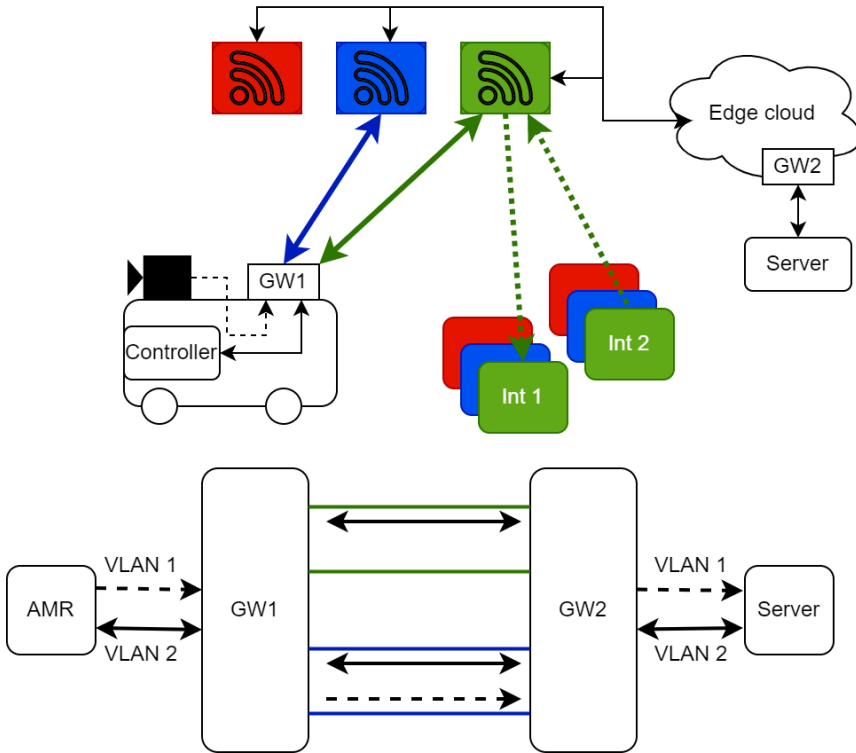 Edge cloud
GW2
Server
GW1
Controller
Int 2
Int 1
VLAN 1
VLAN 1
AMR
GW1
GW2
Server
VLAN 2
VLAN 2